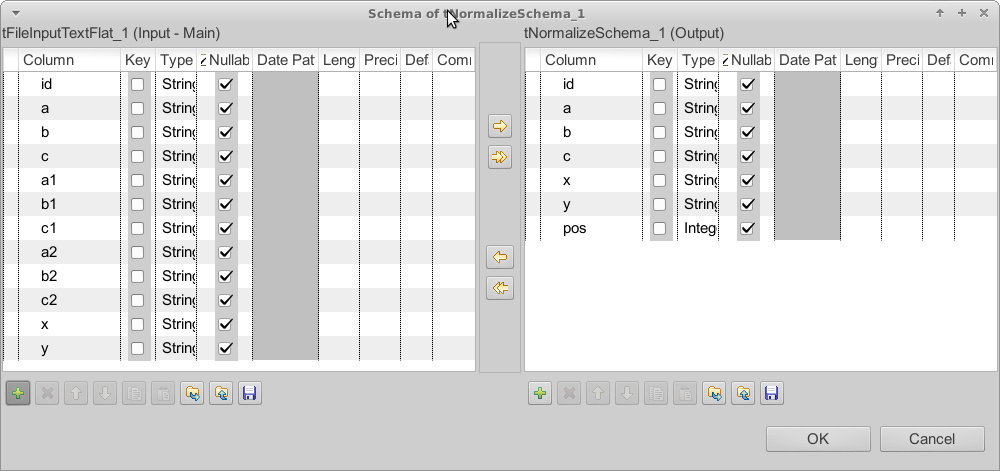 Schema of tNormalizeSchema_1
tFileInputTextFlat_1 (Input - Main)
Column Key Type Z Nullab Date Pat Leng Preci Def Comm
id String
a String
b String
c String
a1 String
b1 String
c1 String
a2 String
b2 String
c2 String
x String
y String
tNormalizeSchema_1 (Output)
Column Key Type Z Nullab Date Pat Leng Preci Def Comm
id String
a String
b String
c String
x String
y String
pos Integ
OK
Cancel